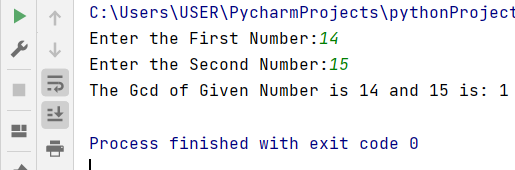 C:\Users\USER\PycharmProjects\pythonProject
Enter the First Number:14
Enter the Second Number:15
The Gcd of Given Number is 14 and 15 is: 1
Process finished with exit code 0